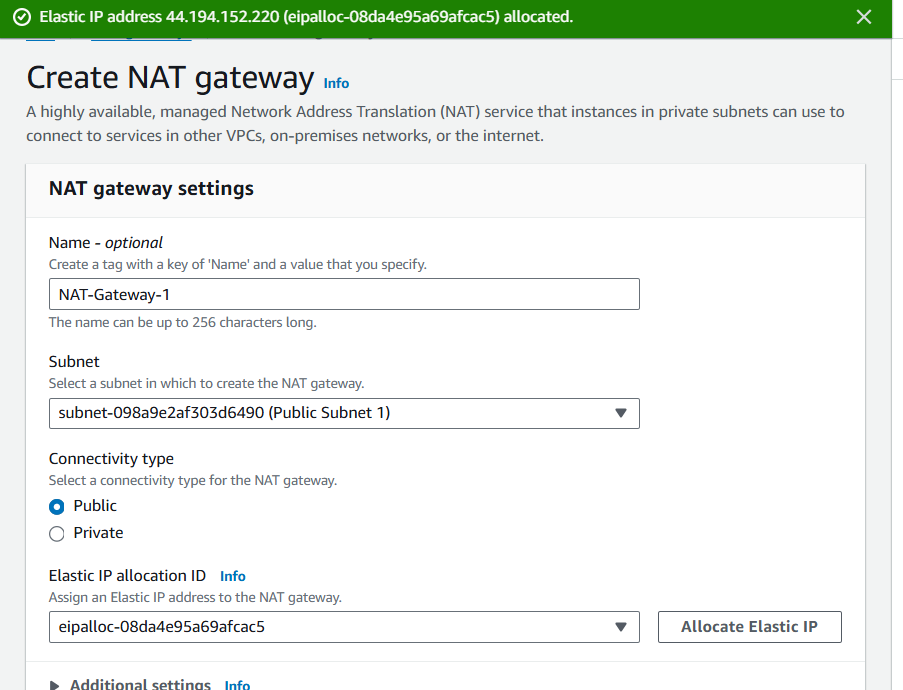 Elastic IP address 44.194.152.220 (eipalloc-08da4e95a69afcac5) allocated.
Create NAT gateway Info
A highly available, managed Network Address Translation (NAT) service that instances in private subnets can use to
connect to services in other VPCs, on-premises networks, or the internet.
NAT gateway settings
Name - optional
Create a tag with a key of 'Name' and a value that you specify.
NAT-Gateway-1
The name can be up to 256 characters long.
Subnet
Select a subnet in which to create the NAT gateway.
subnet-098a9e2af303d6490 (Public Subnet 1)
Connectivity type
Select a connectivity type for the NAT gateway.
Public
Private
Elastic IP allocation ID Info
Assign an Elastic IP address to the NAT gateway.
eipalloc-08da4e95a69afcac5
Allocate Elastic IP
Additional settings Info